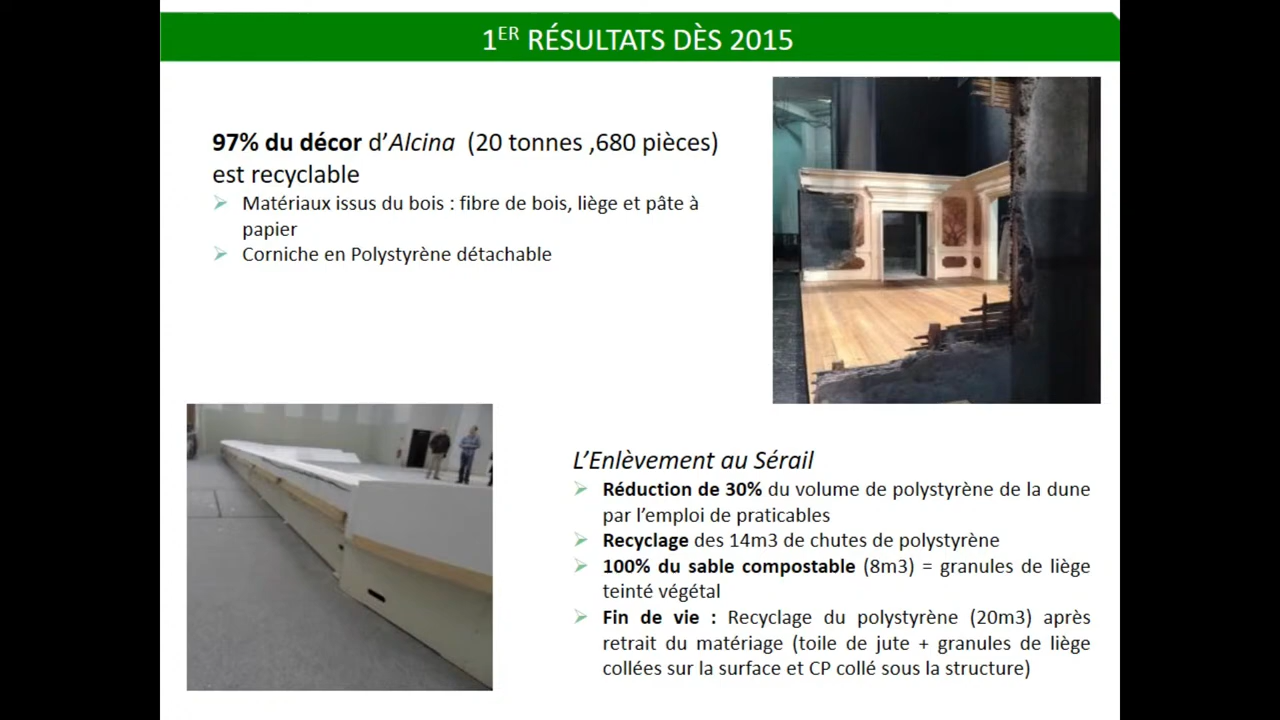 1ER RÉSULTATS DÈS 2015
97% du décor d’Alcina (20 tonnes ,680 pièces)
est recyclable
Matériaux issus du bois : fibre de bois, liège et pâte à
papier
Corniche en Polystyrène détachable
L’Enlèvement au Sérail
Réduction de 30% du volume de polystyrène de la dune
par l’emploi de praticables
Recyclage des 14m3 de chutes de polystyrène
100% du sable compostable (8m3) = granules de liège
teinté végétal
Fin de vie : Recyclage du polystyrène (20m3) après
retrait du matériage (toile de jute + granules de liège
collées sur la surface et CP collé sous la structure)